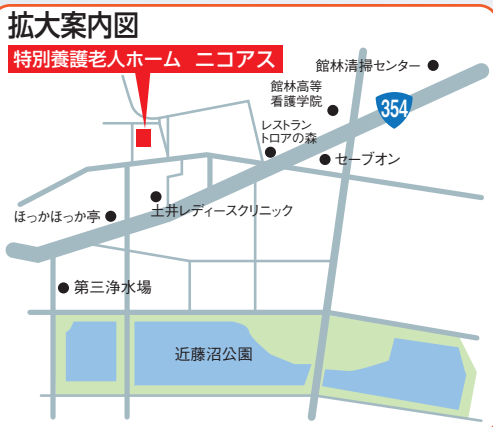 拡大案内図
特別養護老人ホーム ニコアス
館林清掃センター
館林高等
看護学院
354
レストラン
トロアの森
セーブオン
土井レディースクリニック
ほっかほっか亭
第三浄水場
近藤沼公園